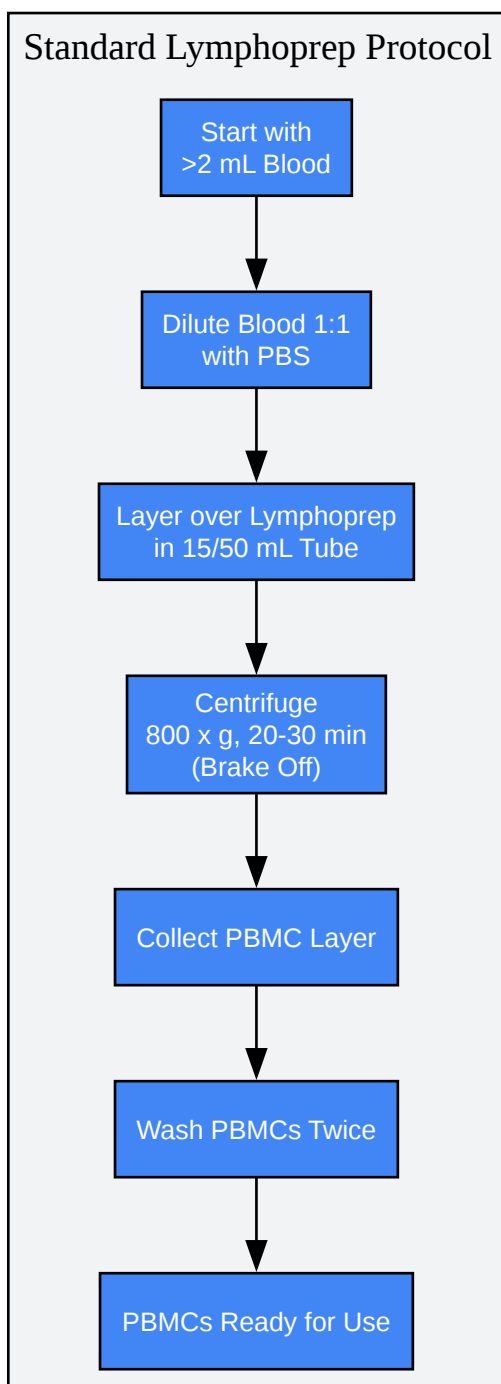 Standard Lymphoprep Protocol
Start with
>2 mL Blood
Dilute Blood 1:1
with PBS
Layer over Lymphoprep
in 15/50 mL Tube
Centrifuge
800 x g, 20-30 min
(Brake Off)
Collect PBMC Layer
Wash PBMCs Twice
PBMCs Ready for Use